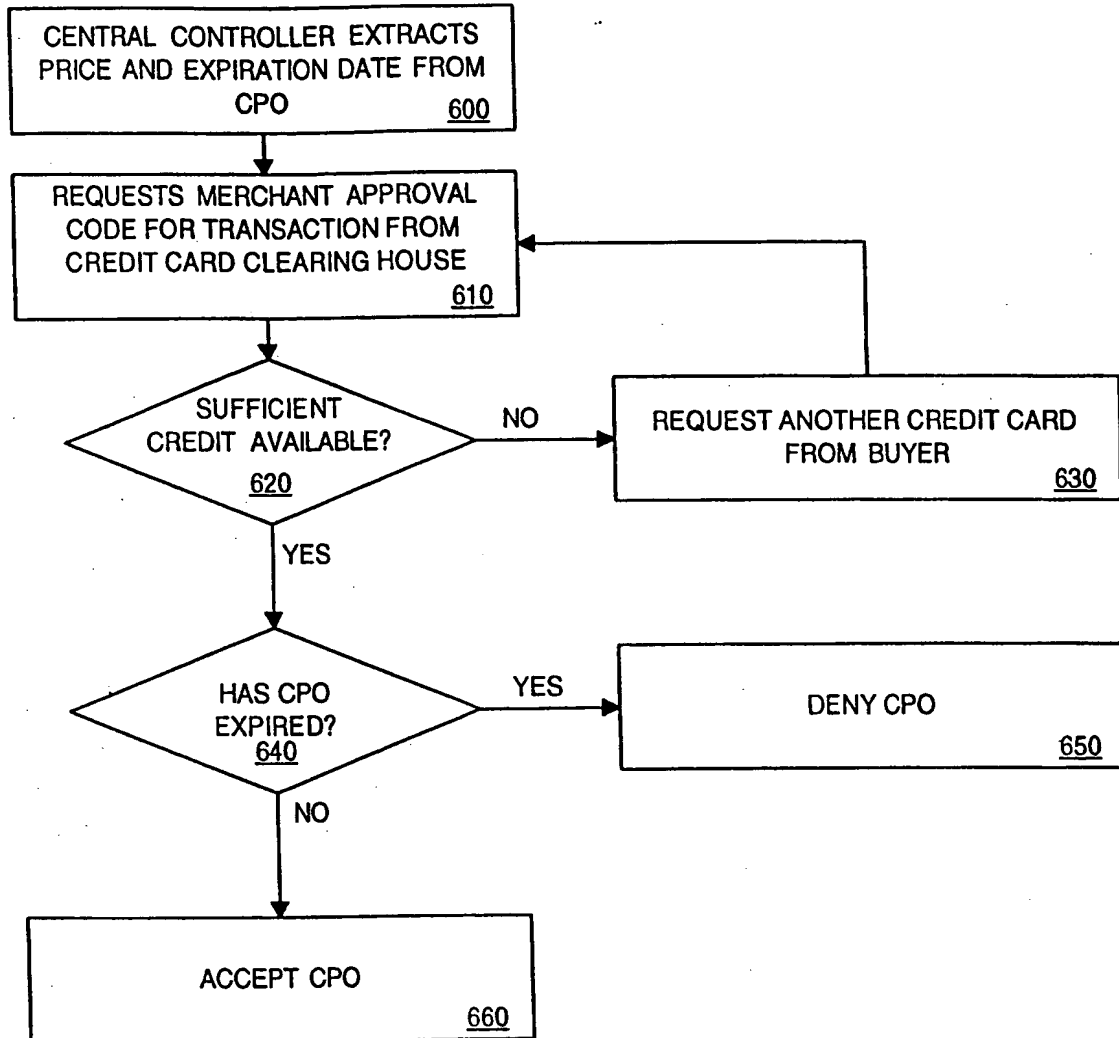 CENTRAL CONTROLLER EXTRACTS
PRICE AND EXPIRATION DATE FROM
CPO
600
REQUESTS MERCHANT APPROVAL
CODE FOR TRANSACTION FROM
CREDIT CARD CLEARING HOUSE
610
SUFFICIENT
CREDIT AVAILABLE?
620
NO
REQUEST ANOTHER CREDIT CARD
FROM BUYER
630
YES
HAS CPO
EXPIRED?
640
YES
DENY CPO
650
NO
ACCEPT CPO
660